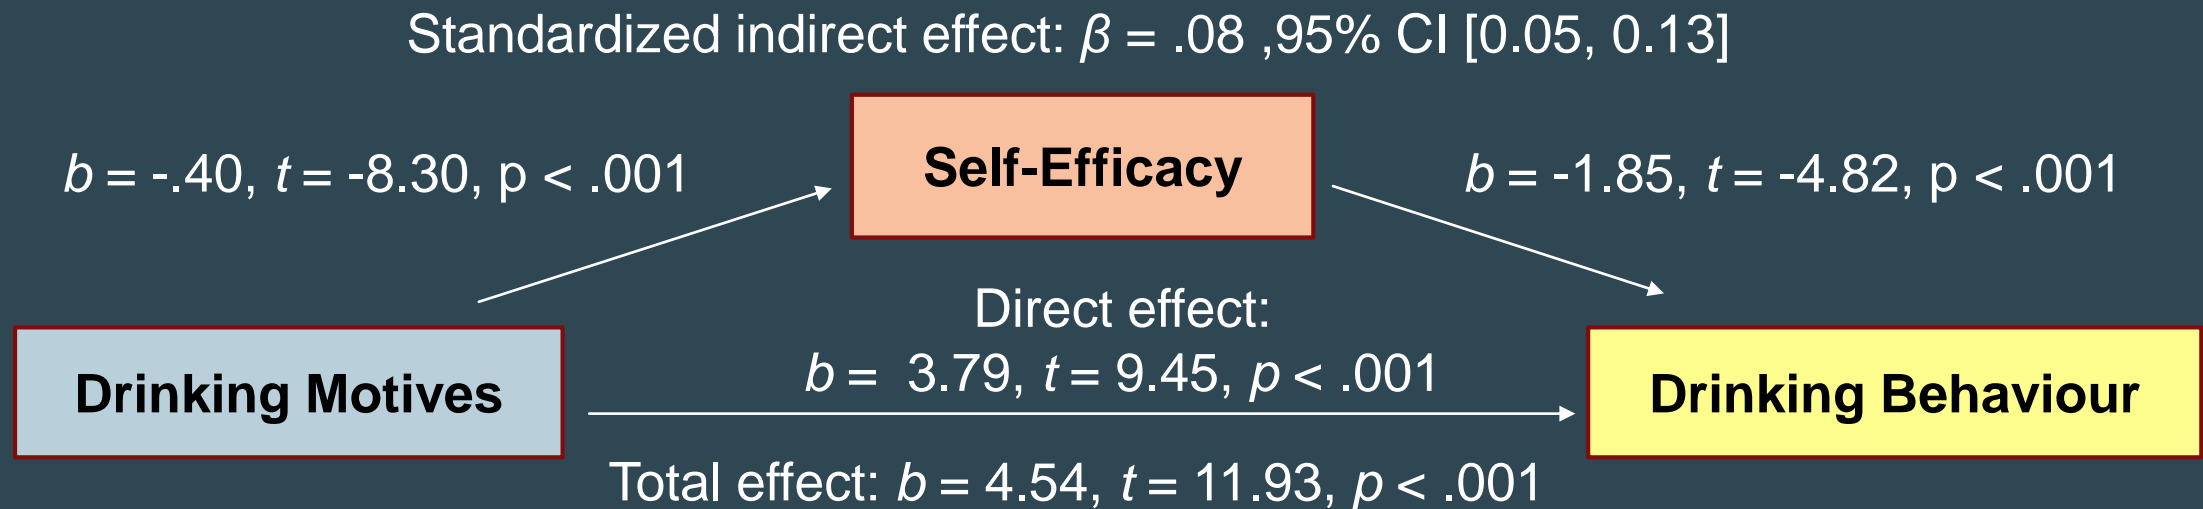 Standardized indirect effect: β = .08 ,95% CI [0.05, 0.13]
b = -.40, t = -8.30, p < .001
Self-Efficacy
b = -1.85, t = -4.82, p < .001
Direct effect:
b = 3.79, t = 9.45, p < .001
Drinking Motives
Drinking Behaviour
Total effect: b = 4.54, t = 11.93, p < .001